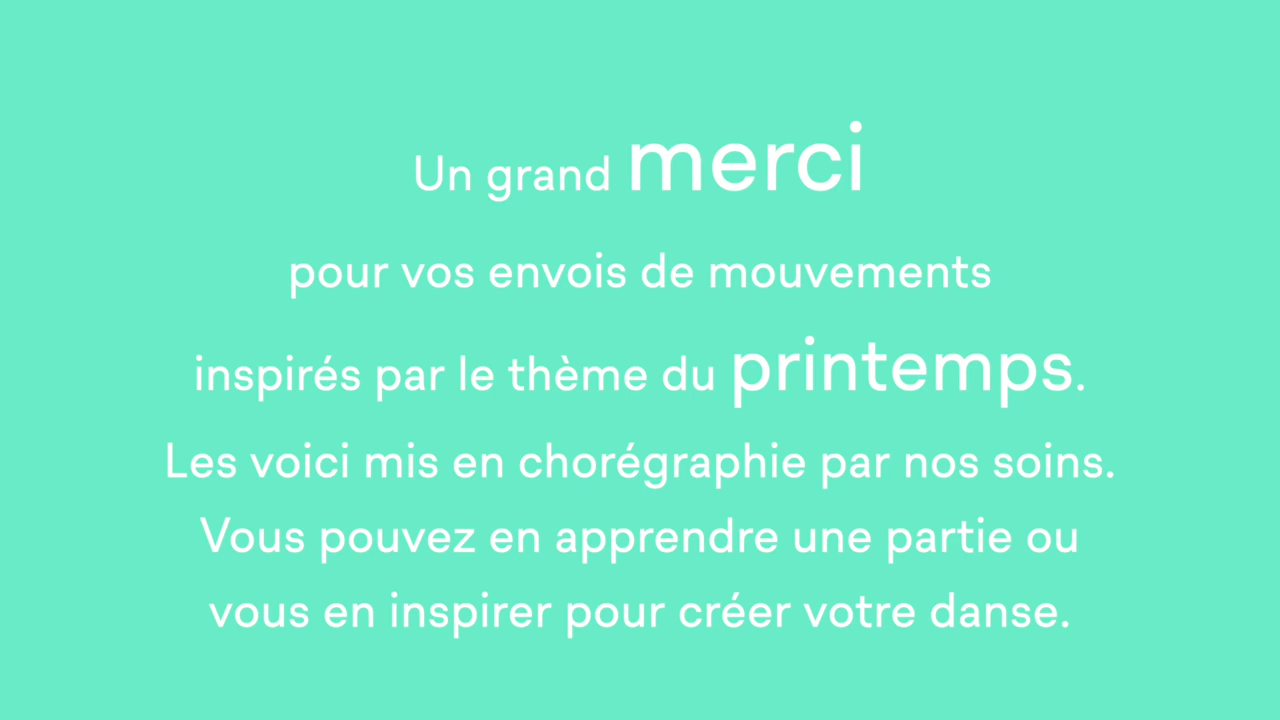 Un grand merci
pour vos envois de mouvements
inspirés par le thème du printemps.
Les voici mis en chorégraphie par nos soins.
Vous pouvez en apprendre une partie ou
vous en inspirer pour créer votre danse.